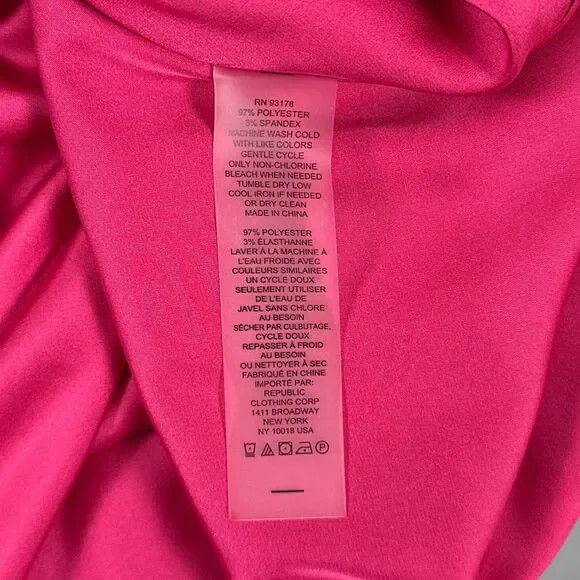 RN 93178
97% POLYESTER
3% SPANDEX
MACHINE WASH COLD
WITH LIKE COLORS
GENTLE CYCLE
ONLY NON-CHLORINE
BLEACH WHEN NEEDED
TUMBLE DRY LOW
COOL IRON IF NEEDED
OR DRY CLEAN
MADE IN CHINA
97% POLYESTER
3% ÉLASTHANNE
LAVER À LA MACHINE À
L'EAU FROIDE AVEC
COULEURS SIMILAIRES
UN CYCLE DOUX
SEULEMENT UTILISER
DE L'EAU DE
JAVEL SANS CHLORE
AU BESOIN
SÉCHER PAR CULBUTAGE,
CYCLE DOUX
REPASSER À FROID
AU BESOIN
OU NETTOYER À SEC
FABRIQUÉ EN CHINE
IMPORTÉ PAR:
REPUBLIC
CLOTHING CORP
1411 BROADWAY
NEW YORK
NY 10018 USA
P